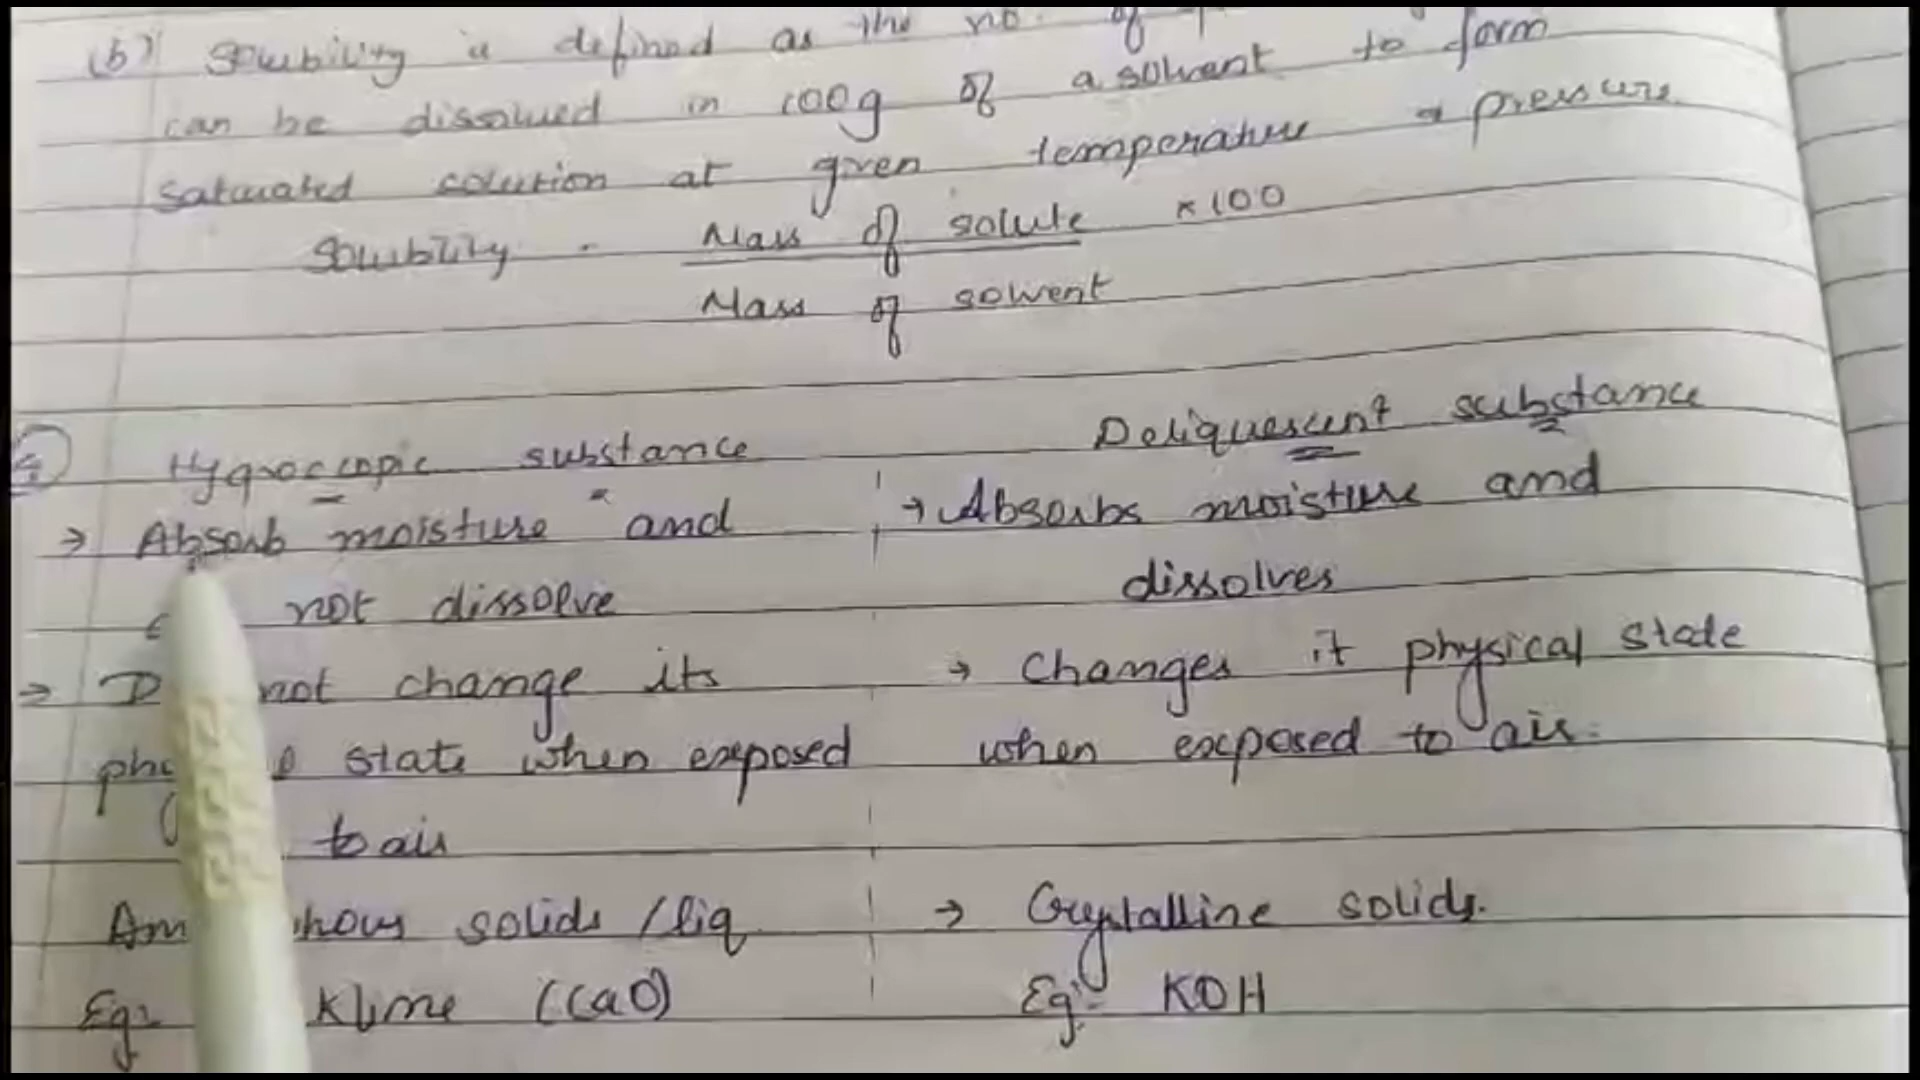 (b) Solubility is defined as the no. of
can be dissolved in 100g of a solvent to form
saturated solution at given temperature & pressure
Solubility = Mass of solute × 100
Mass of solvent
Hygroscopic substance
→ Absorb moisture and
not dissolve
→ D not change its
state when exposed
to air
solids / liq
Eg:- klime (CaO)
Deliquescent substance
→ Absorbs moisture and
dissolves
→ Changes it physical state
when exposed to air.
→ Crystalline solids.
Eg:- KOH